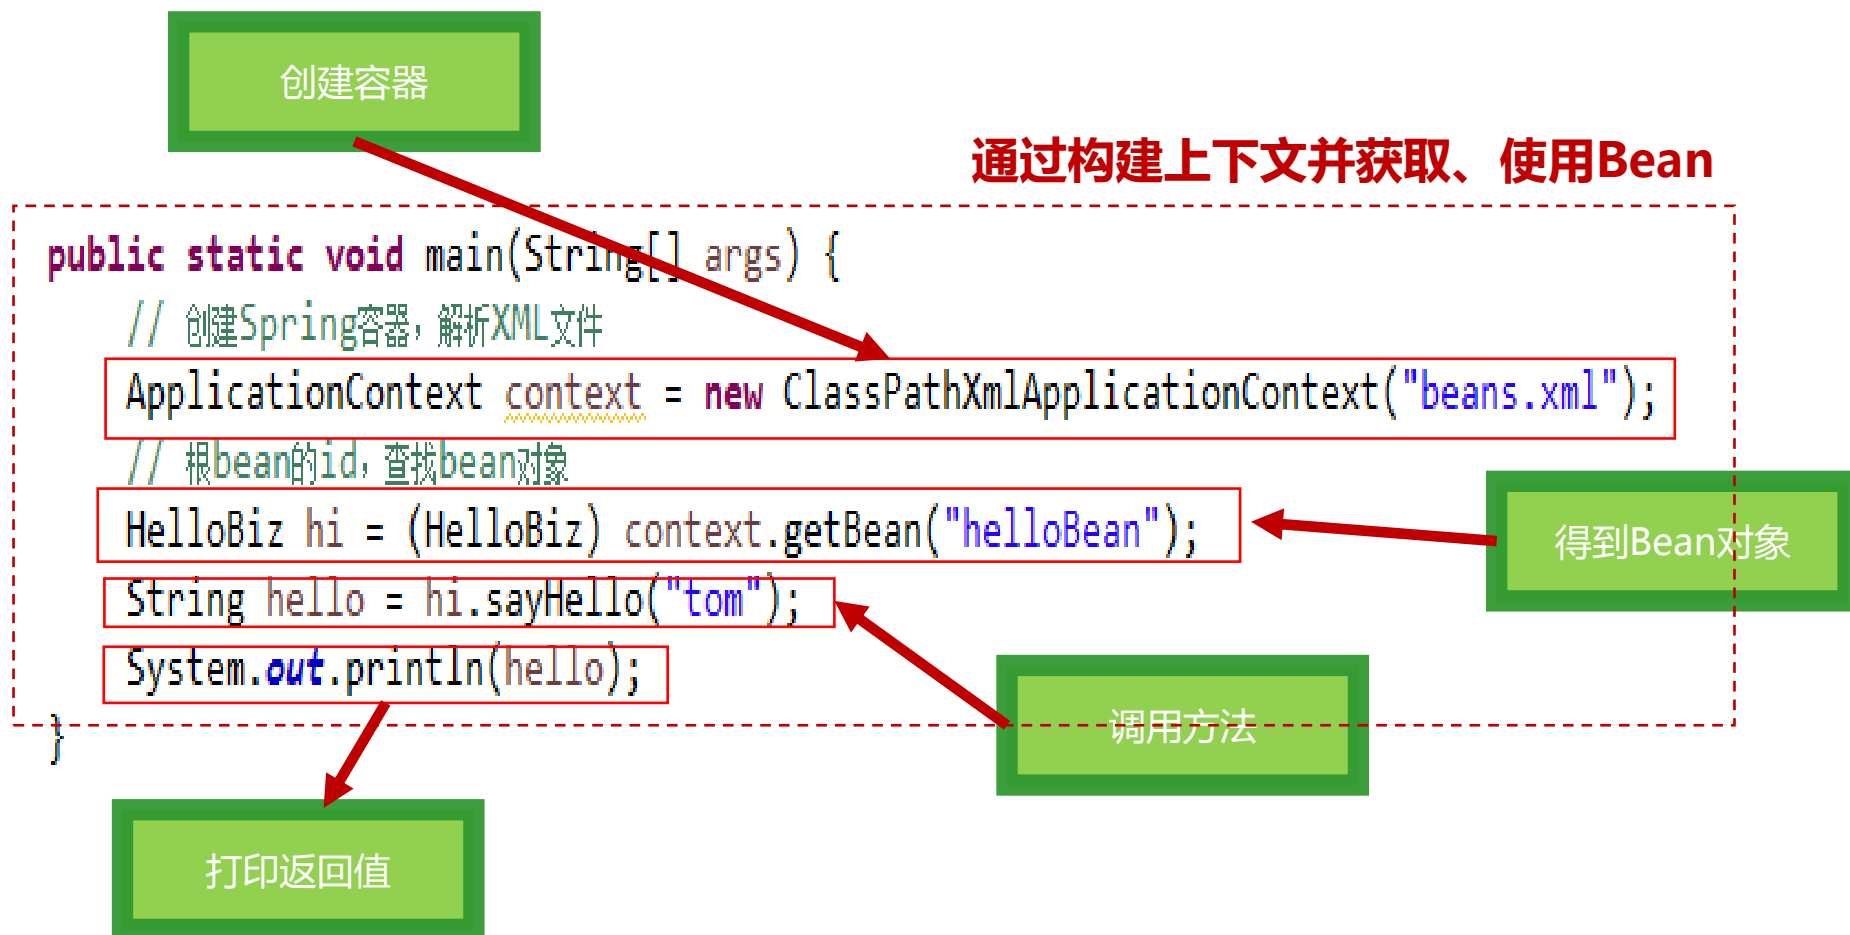 创建容器
通过构建上下文并获取、使用Bean
public static void main(String[] args) {
// 创建Spring容器，解析XML文件
ApplicationContext context = new ClassPathXmlApplicationContext("beans.xml");
// 根bean的id，查找bean对象
HelloBiz hi = (HelloBiz) context.getBean("helloBean");
得到Bean对象
String hello = hi.sayHello("tom");
System.out.println(hello);
调用方法
}
打印返回值